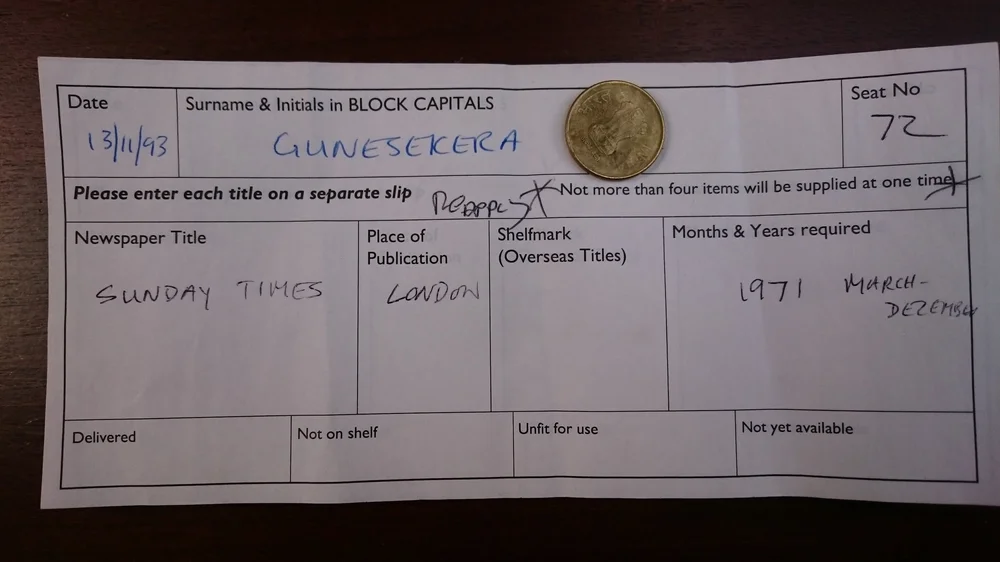 Date
Surname & Initials in BLOCK CAPITALS
Seat No
13/11/93
GUNESEKERA
72
Please enter each title on a separate slip
Reapply
Not more than four items will be supplied at one time
Newspaper Title
Place of
Publication
Shelfmark
(Overseas Titles)
Months & Years required
SUNDAY TIMES
LONDON
1971 MARCH-
DEZEMBER
Delivered
Not on shelf
Unfit for use
Not yet available